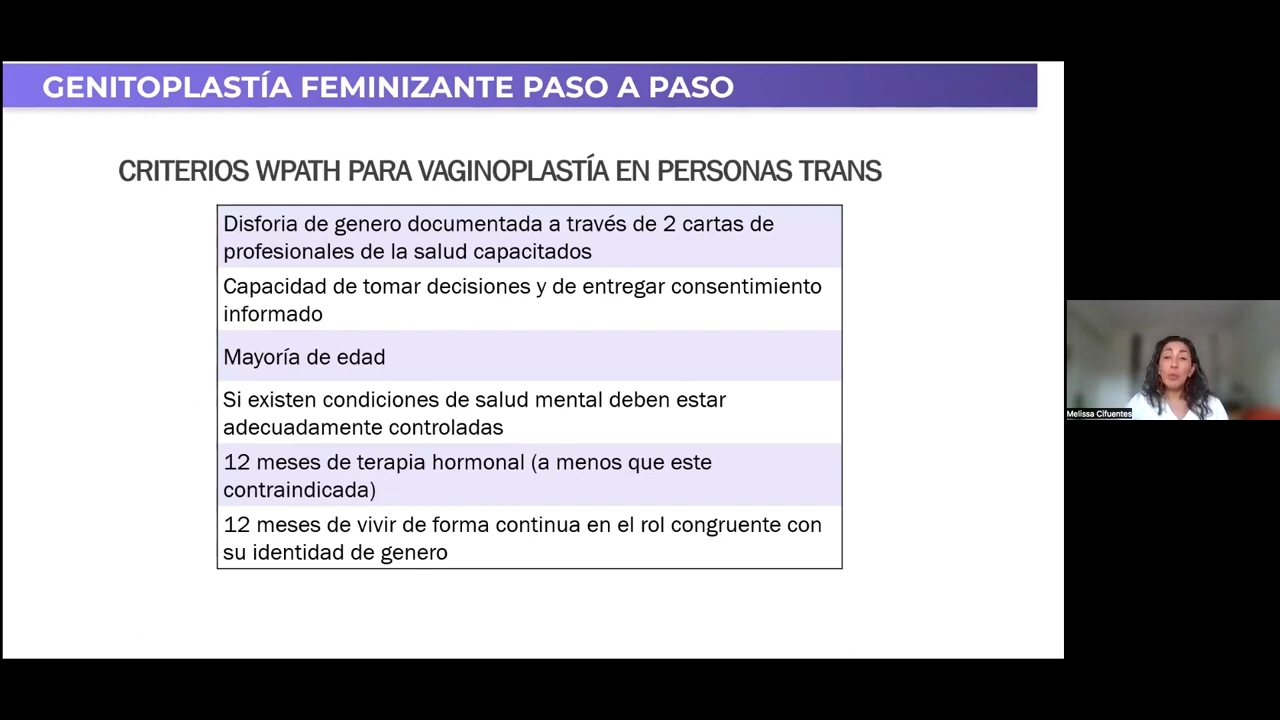 GENITOPLASTÍA FEMINIZANTE PASO A PASO
CRITERIOS WPATH PARA VAGINOPLASTÍA EN PERSONAS TRANS
Disforia de genero documentada a través de 2 cartas de
profesionales de la salud capacitados
Capacidad de tomar decisiones y de entregar consentimiento
informado
Mayoría de edad
Si existen condiciones de salud mental deben estar
adecuadamente controladas
12 meses de terapia hormonal (a menos que este
contraindicada)
12 meses de vivir de forma continua en el rol congruente con
su identidad de genero
Melissa Cifuentes